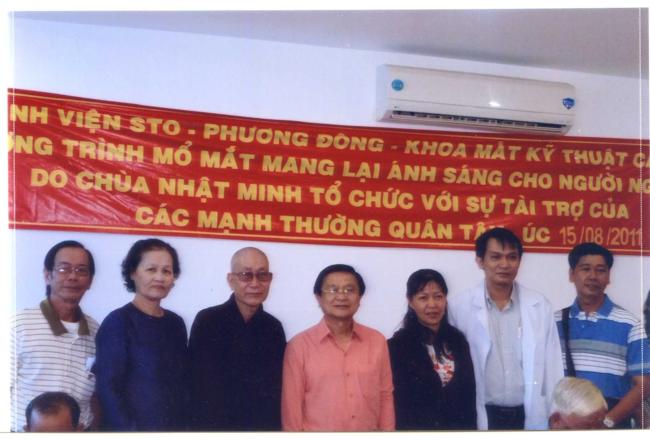 NH VIỆN STO - PHƯƠNG ĐÔNG - KHOA MẮT KỸ THUẬT CA
ƠNG TRÌNH MỔ MẮT MANG LẠI ÁNH SÁNG CHO NGƯỜI NG
DO CHÙA NHẬT MINH TỔ CHỨC VỚI SỰ TÀI TRỢ CỦA
CÁC MẠNH THƯỜNG QUÂN TÂ ÚC 15/08/2011